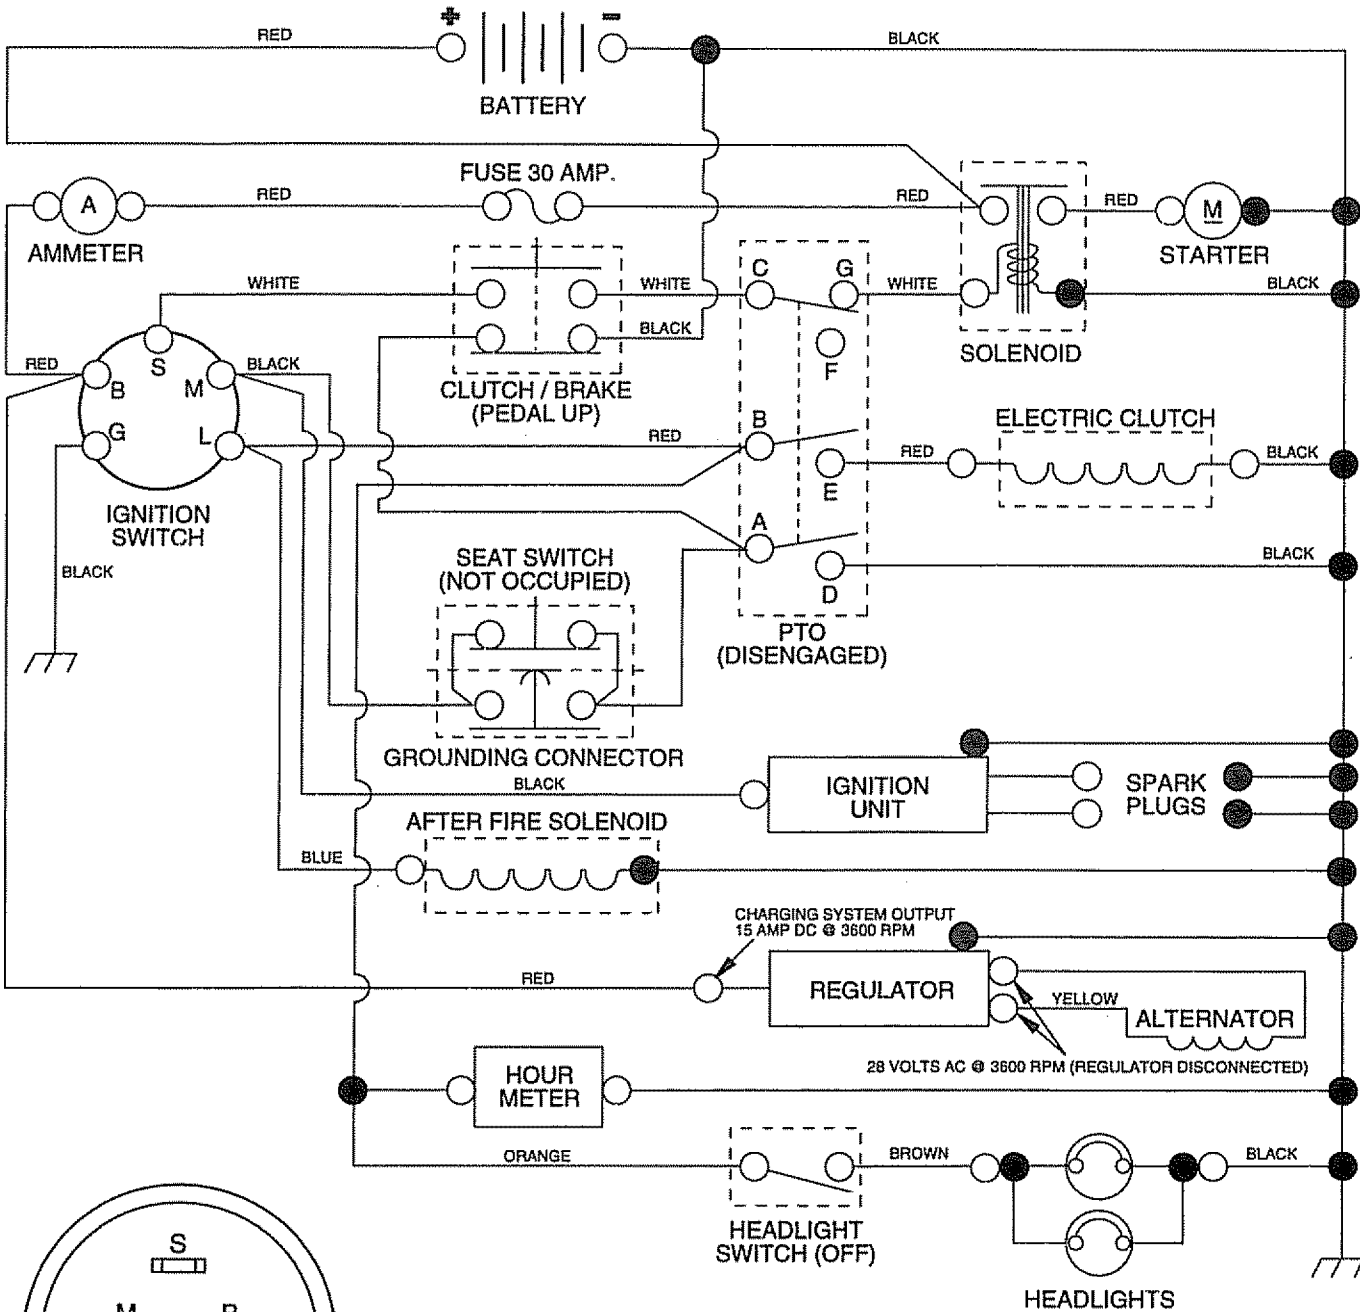 + -
RED
BLACK
BATTERY
FUSE 30 AMP.
RED
RED
RED
A
M
AMMETER
STARTER
WHITE
WHITE
C
G
WHITE
BLACK
BLACK
S
F
SOLENOID
RED
B
M
BLACK
CLUTCH / BRAKE
(PEDAL UP)
G
L
RED
B
ELECTRIC CLUTCH
RED
BLACK
E
IGNITION
SWITCH
A
BLACK
SEAT SWITCH
(NOT OCCUPIED)
BLACK
D
PTO
(DISENGAGED)
GROUNDING CONNECTOR
BLACK
IGNITION
UNIT
SPARK
PLUGS
AFTER FIRE SOLENOID
BLUE
CHARGING SYSTEM OUTPUT
15 AMP DC @ 3600 RPM
RED
REGULATOR
YELLOW
ALTERNATOR
28 VOLTS AC @ 3600 RPM (REGULATOR DISCONNECTED)
HOUR
METER
ORANGE
BROWN
BLACK
HEADLIGHT
SWITCH (OFF)
HEADLIGHTS
S
M